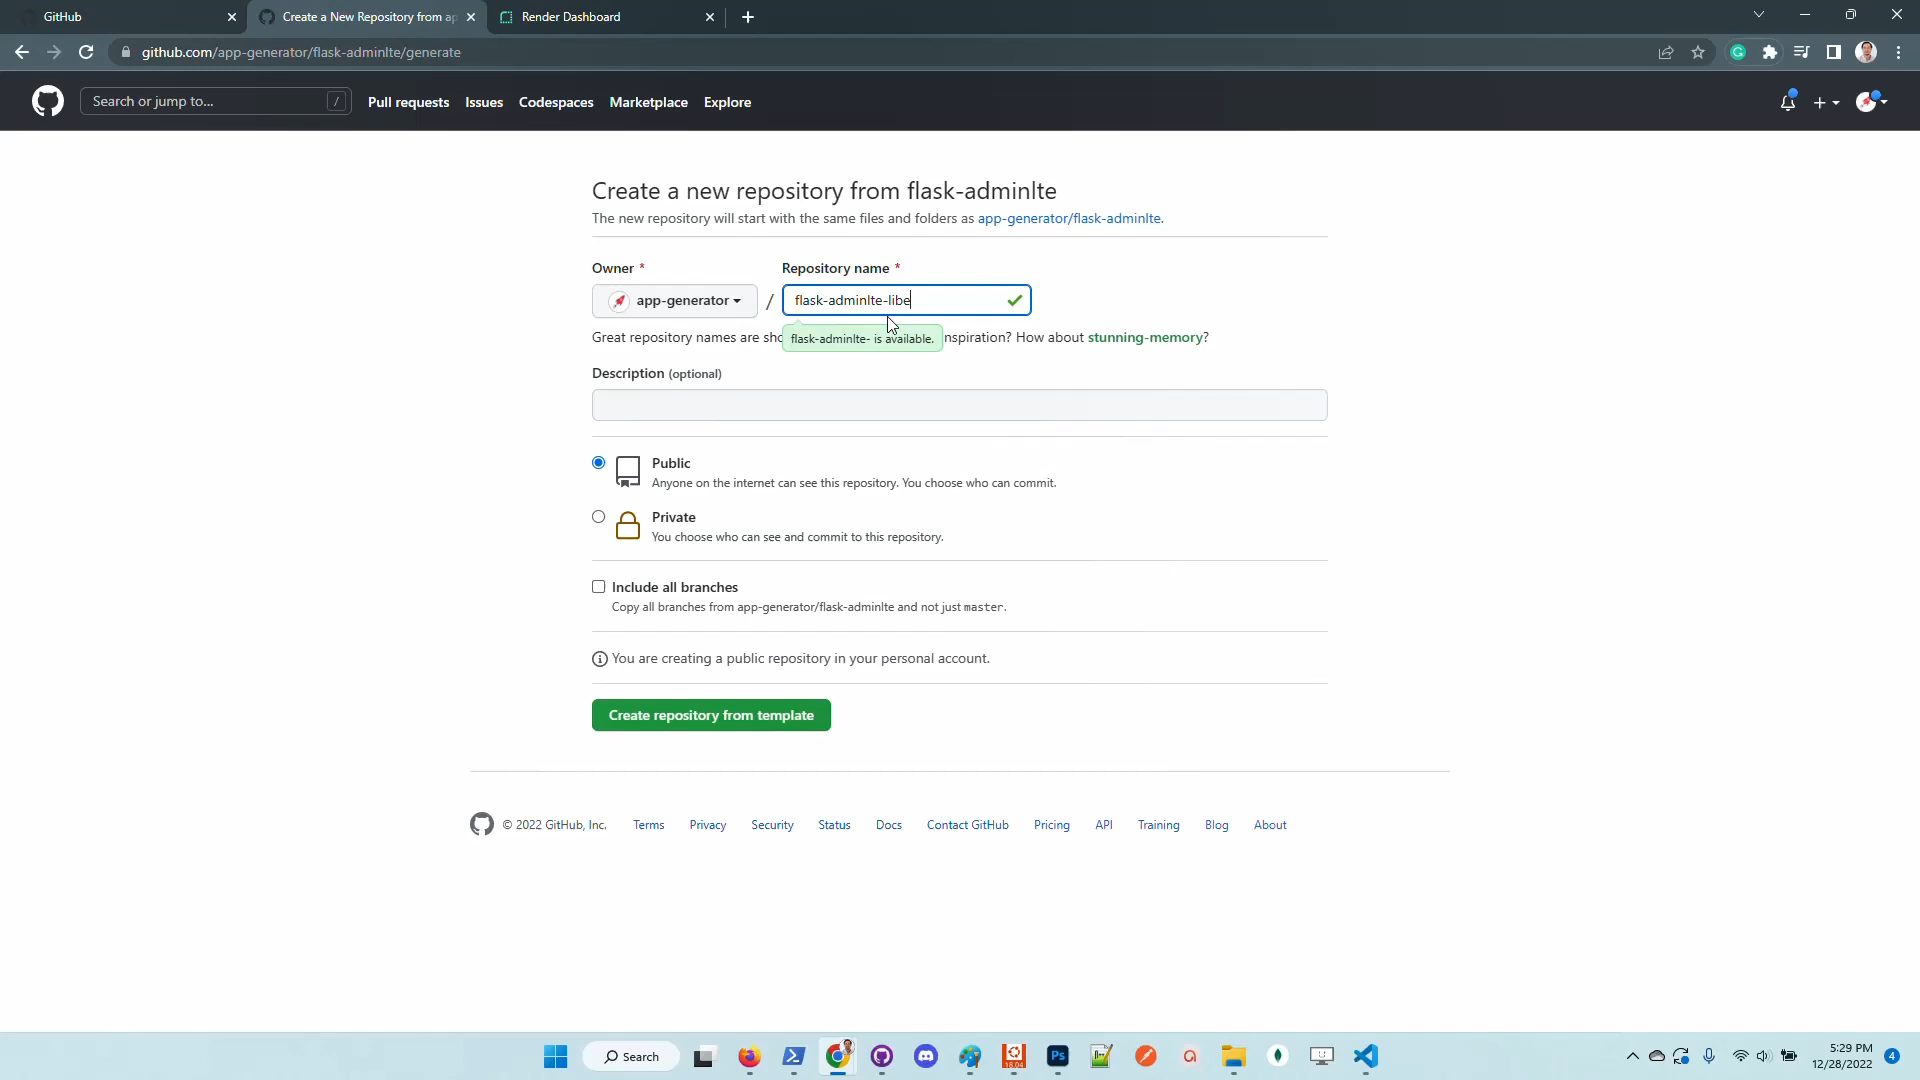 GitHub
Create a New Repository from ap
Render Dashboard
github.com/app-generator/flask-adminlte/generate
Search or jump to...
/
Pull requests
Issues
Codespaces
Marketplace
Explore
Create a new repository from flask-adminlte
The new repository will start with the same files and folders as app-generator/flask-adminlte.
Owner *
Repository name *
app-generator
/
flask-adminlte-libe
Great repository names are sho
flask-adminlte- is available.
nspiration? How about stunning-memory?
Description (optional)
Public
Anyone on the internet can see this repository. You choose who can commit.
Private
You choose who can see and commit to this repository.
Include all branches
Copy all branches from app-generator/flask-adminlte and not just master.
You are creating a public repository in your personal account.
Create repository from template
© 2022 GitHub, Inc.
Terms
Privacy
Security
Status
Docs
Contact GitHub
Pricing
API
Training
Blog
About
Search
Ps
18.04
5:29 PM
12/28/2022
4